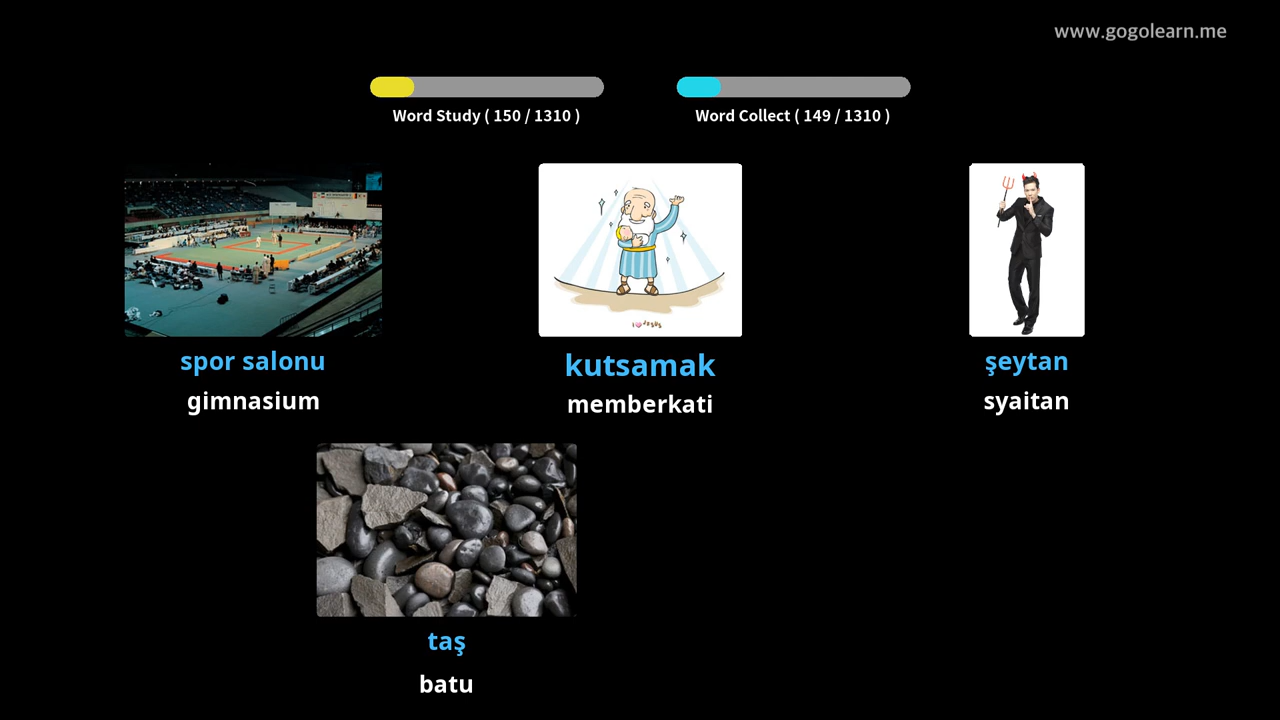 www.gogolearn.me
Word Study ( 150 / 1310 )
Word Collect ( 149 / 1310 )
I JESUS
spor salonu
gimnasium
kutsamak
memberkati
şeytan
syaitan
taş
batu